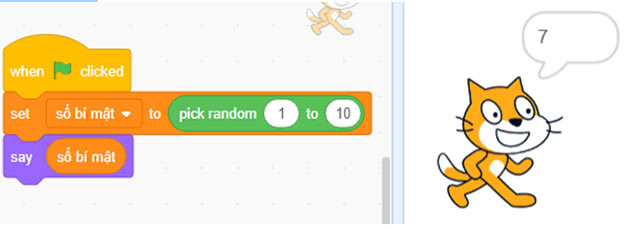 when clicked
set số bí mật to pick random 1 to 10
say số bí mật
7